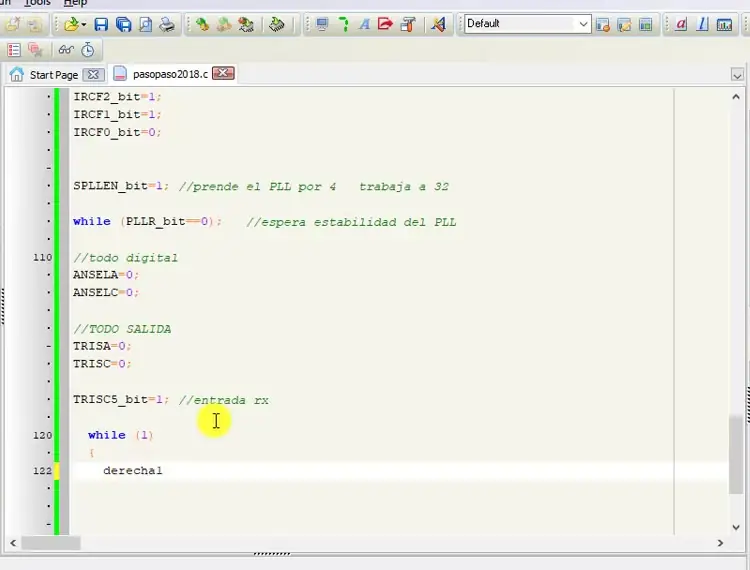 un Tools Help
Default
Start Page pasopaso2018.c
IRCF2_bit=1;
IRCF1_bit=1;
IRCF0_bit=0;
SPLLEN_bit=1; //prende el PLL por 4 trabaja a 32
while (PLLR_bit==0); //espera estabilidad del PLL
110 //todo digital
ANSELA=0;
ANSELC=0;
//TODO SALIDA
TRISA=0;
TRISC=0;
TRISC5_bit=1; //entrada rx
120 while (1)
{
122 derecha1